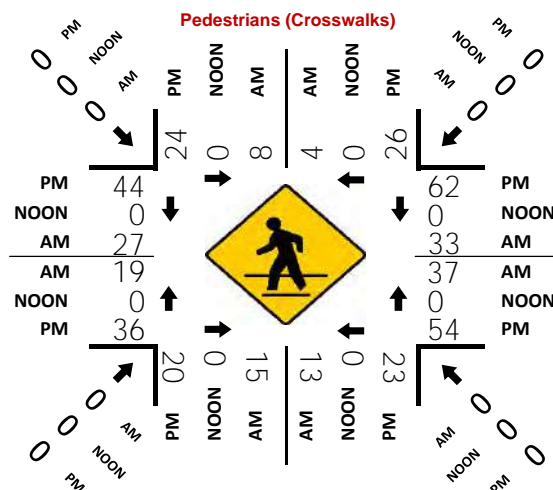 Pedestrians (Crosswalks)
0 PM
0 NOON
0 AM
PM NOON AM AM NOON PM
24 0 8 4 0 26
PM 0
NOON 0
AM 0
PM 44 62 PM
NOON 0 0 NOON
AM 27 33 AM
AM 19 37 AM
NOON 0 0 NOON
PM 36 54 PM
20 0 15 13 0 23
PM NOON AM AM NOON PM
0 AM
0 NOON
0 PM
AM 0
NOON 0
PM 0